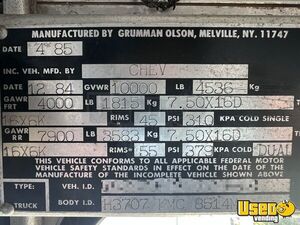 MANUFACTURED BY GRUMMAN OLSON, MELVILLE, NY. 11747
DATE 4 85
INC. VEH. MFD BY CHEV
DATE 12 84 GVWR 10000 Lb 4536 Kg
GAWR FRT 4000 Lb 1815 Kg 7.50X16D
6X6K RIMS 45 PSI 310 KPA COLD SINGLE
GAWR RR 7900 Lb 3583 Kg 7.50X16D
6X6K RIMS 55 PSI 379 KPA COLD DUAL
THIS VEHICLE CONFORMS TO ALL APPLICABLE FEDERAL MOTOR
VEHICLE SAFETY STANDARDS IN EFFECT ON THE DATE OF
MANUFACTURE OF THE INCOMPLETE VEHICLE SHOWN ABOVE
VEH. I.D.
TYPE:
TRUCK BODY I.D.
Used vending